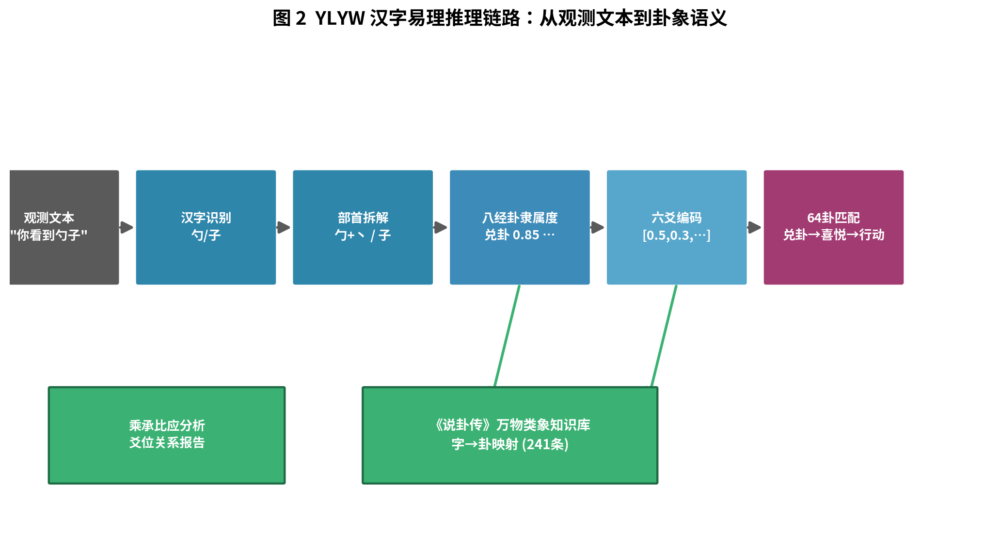 图 2 YLYW 汉字易理推理链路：从观测文本到卦象语义
观测文本
"你看到勺子"
汉字识别
勺/子
部首拆解
勹+丶 / 子
八经卦隶属度
兑卦 0.85 …
六爻编码
[0.5,0.3,…]
64卦匹配
兑卦→喜悦→行动
乘承比应分析
爻位关系报告
《说卦传》万物类象知识库
字→卦映射 (241条)